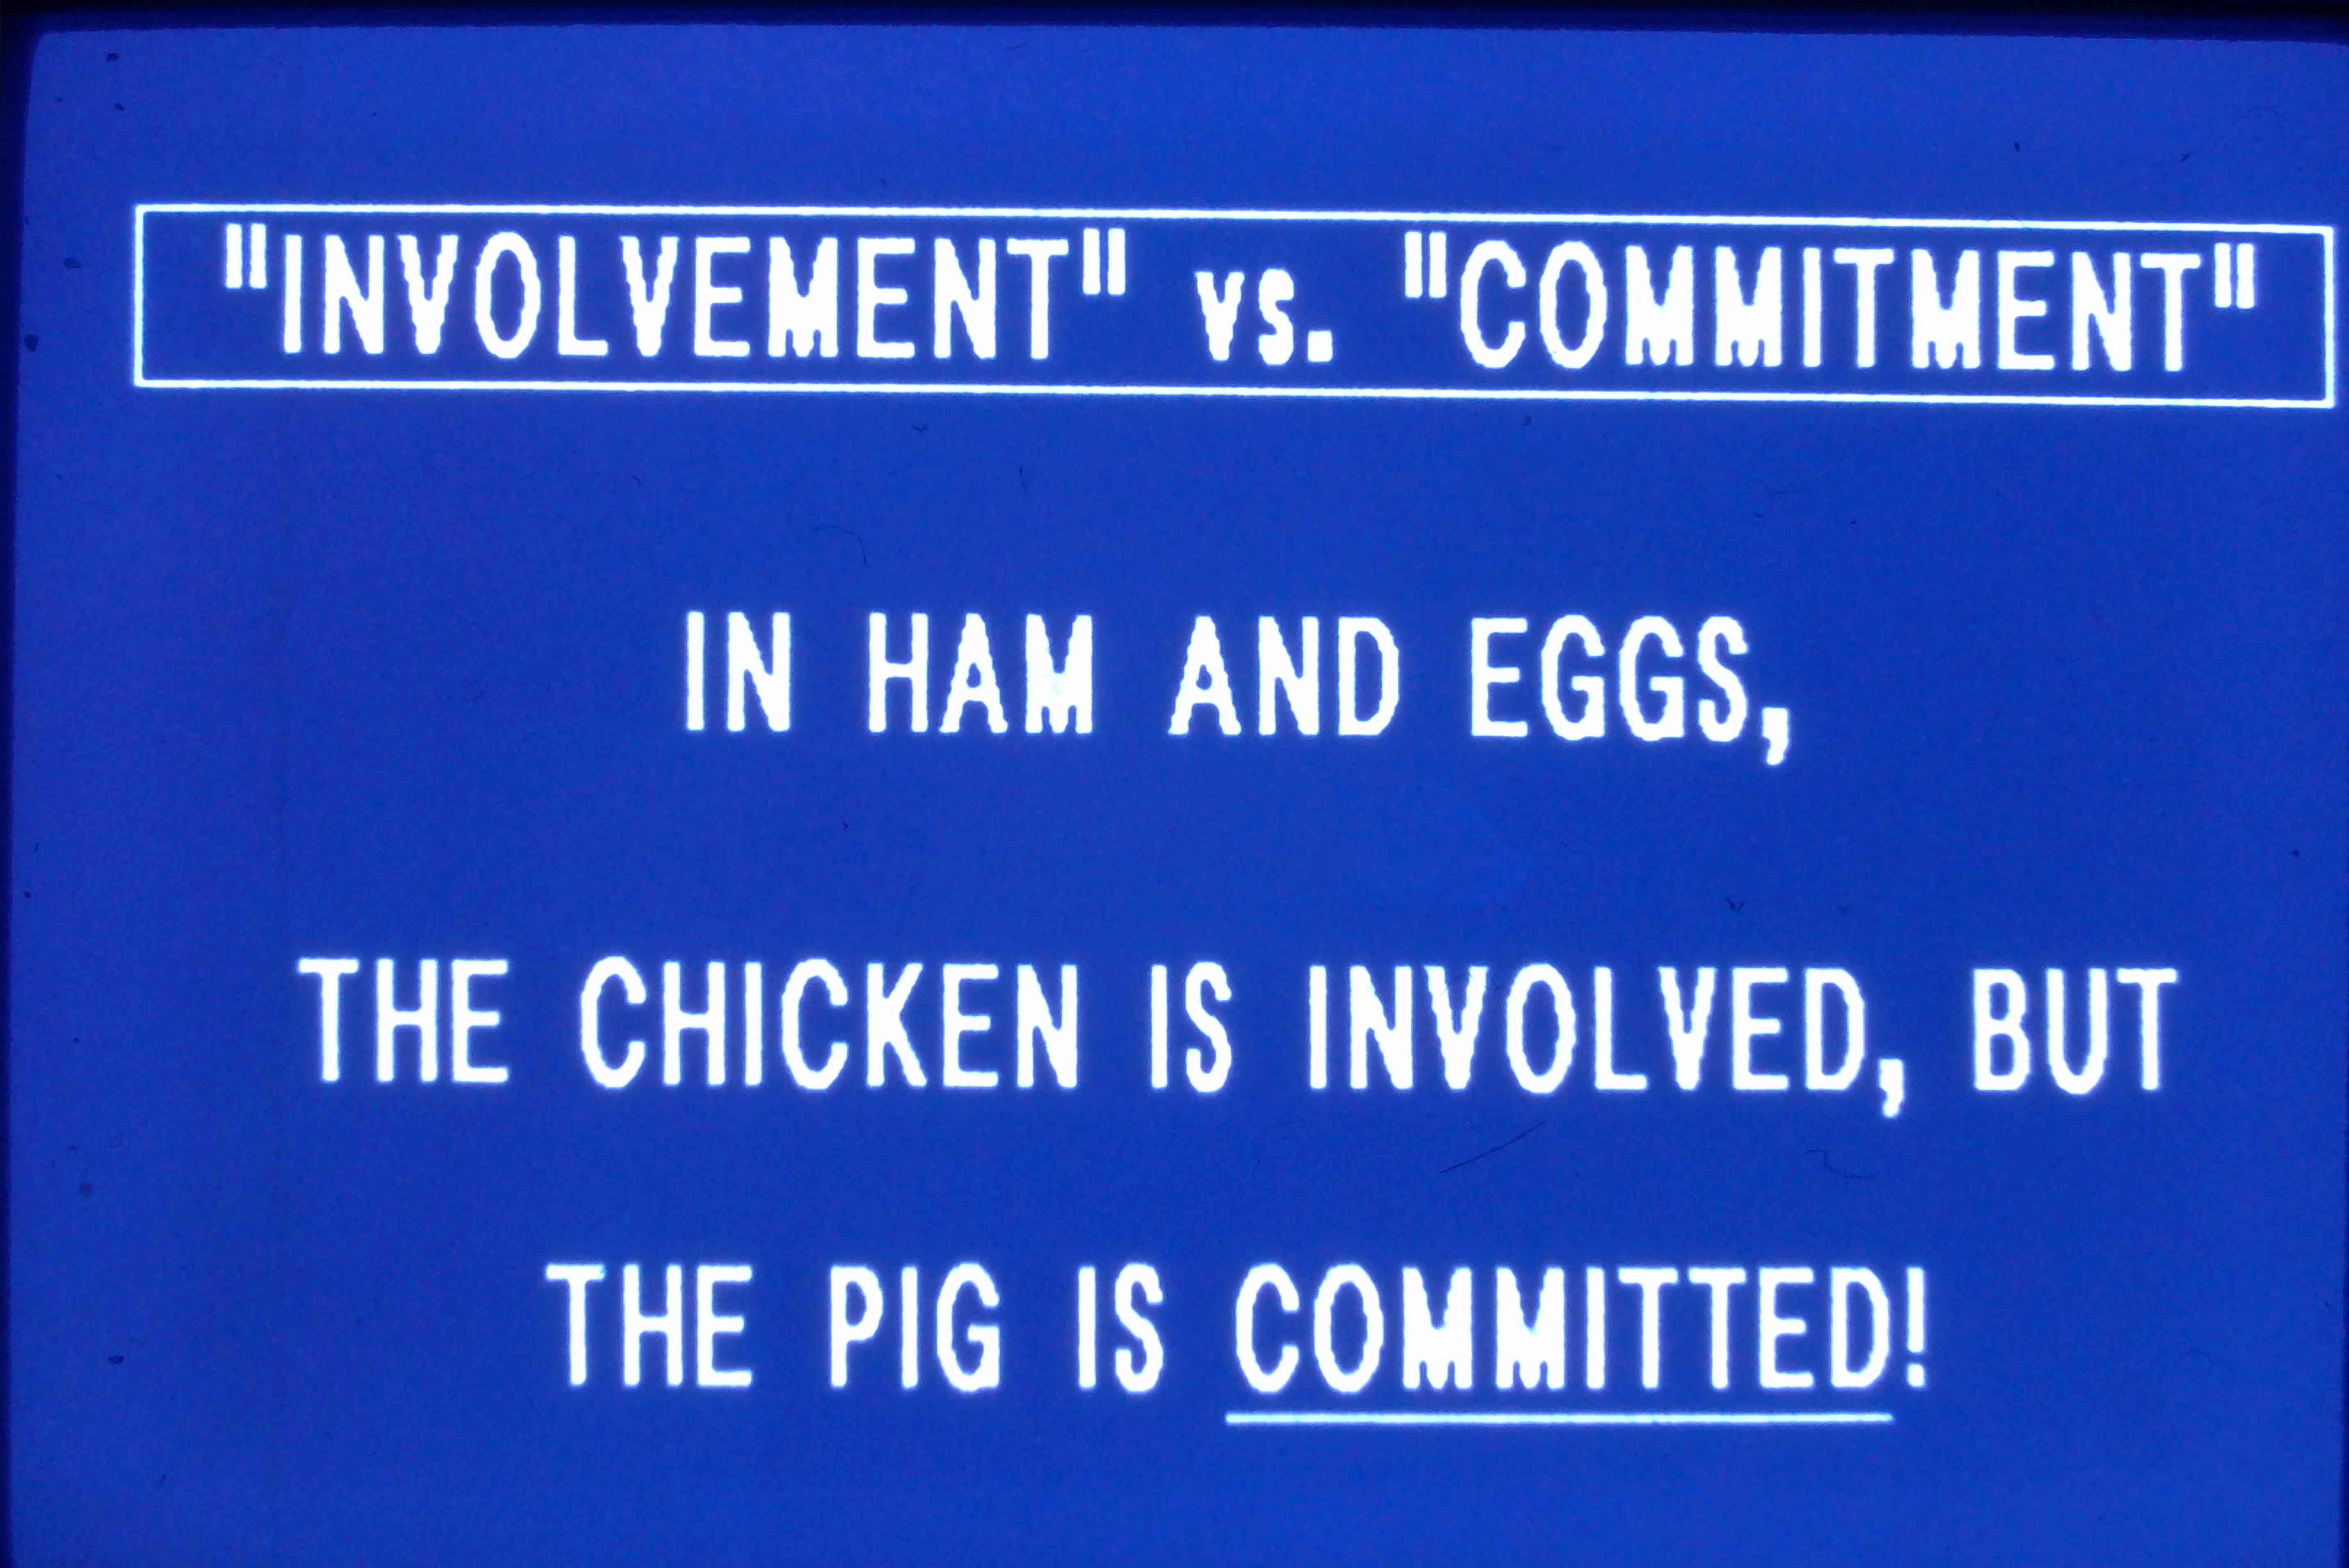 "INVOLVEMENT" vs. "COMMITMENT"
IN HAM AND EGGS,
THE CHICKEN IS INVOLVED, BUT
THE PIG IS COMMITTED!